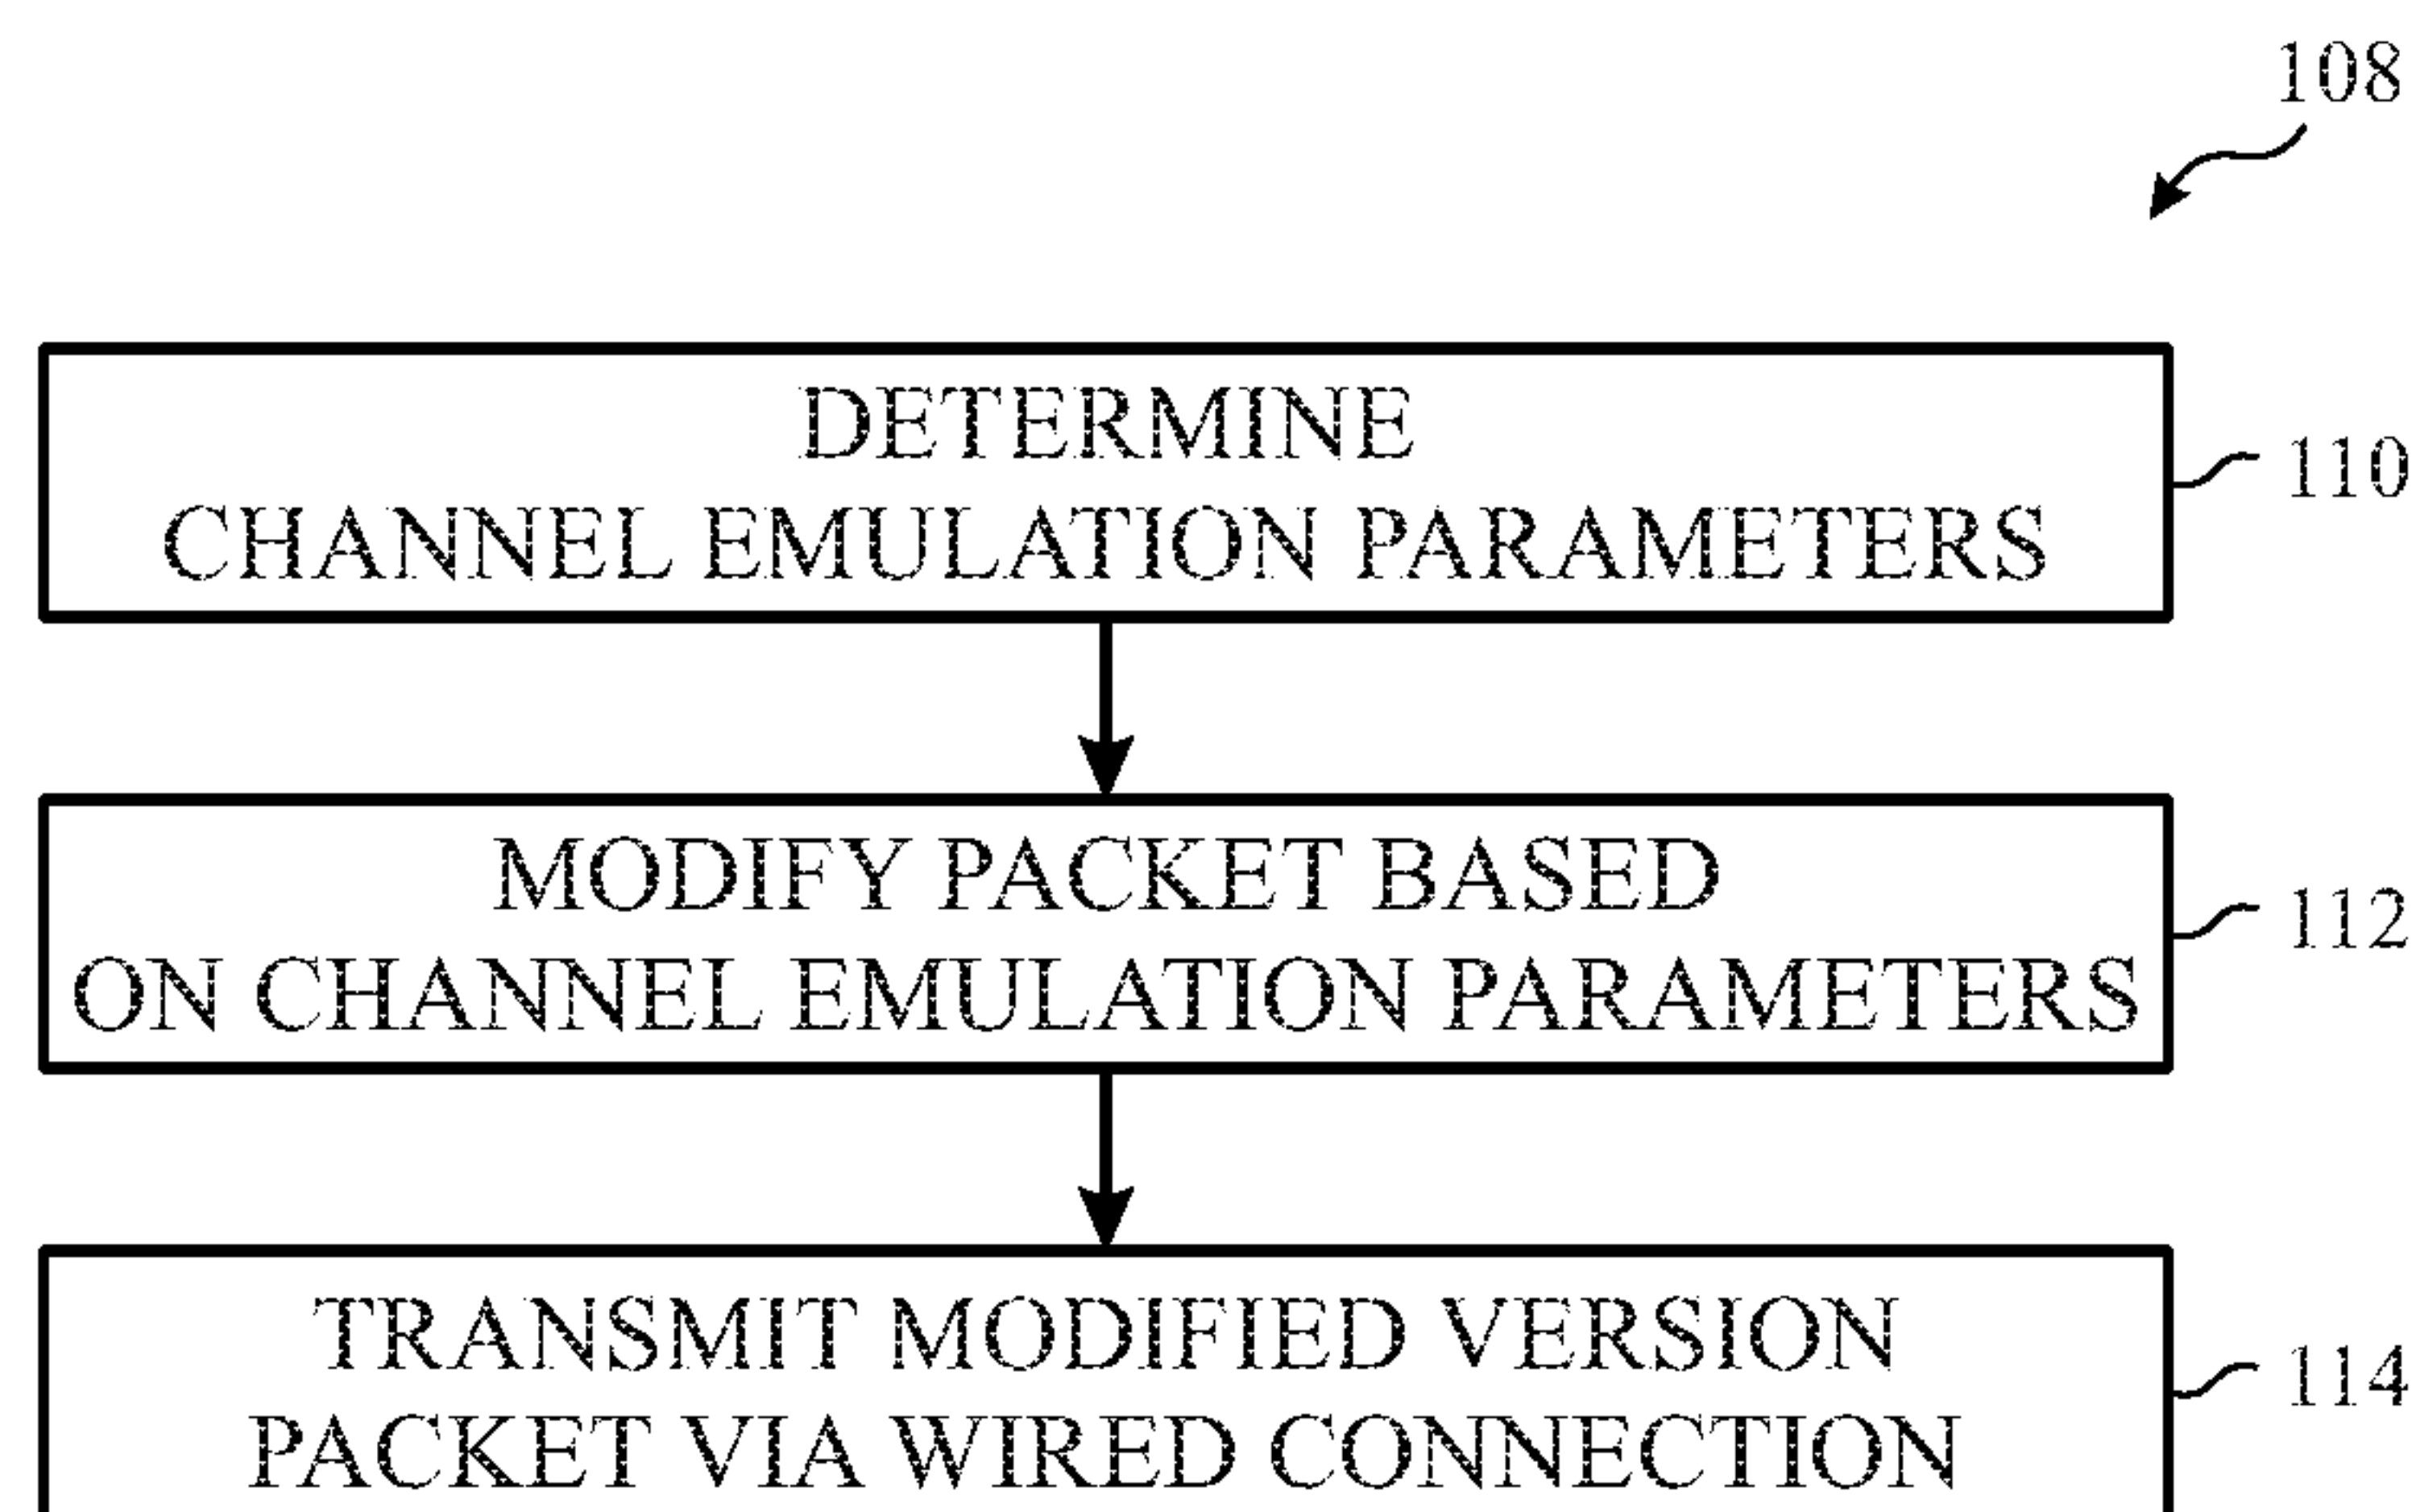 108
DETERMINE
CHANNEL EMULATION PARAMETERS
110
MODIFY PACKET BASED
ON CHANNEL EMULATION PARAMETERS
112
TRANSMIT MODIFIED VERSION
PACKET VIA WIRED CONNECTION
114